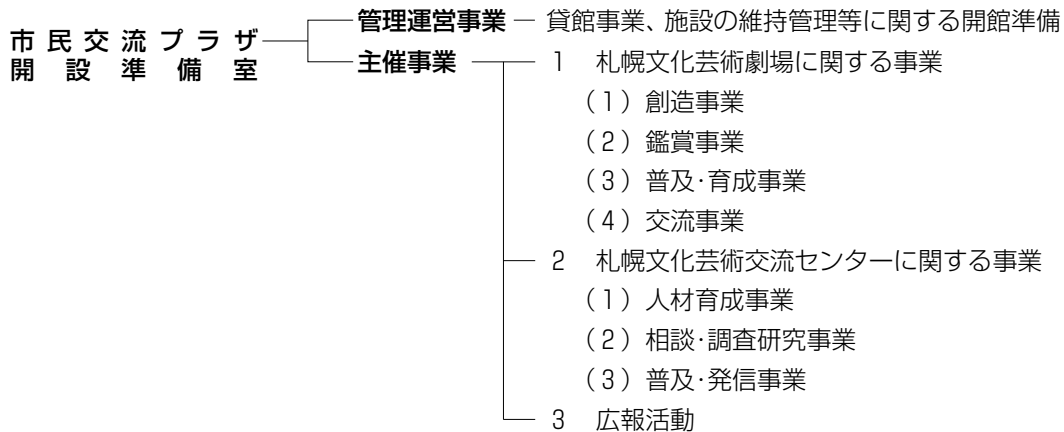 市民交流プラザ
開設準備室
管理運営事業 ─ 貸館事業、施設の維持管理等に関する開館準備
主催事業
1 札幌文化芸術劇場に関する事業
（1）創造事業
（2）鑑賞事業
（3）普及・育成事業
（4）交流事業
2 札幌文化芸術交流センターに関する事業
（1）人材育成事業
（2）相談・調査研究事業
（3）普及・発信事業
3 広報活動